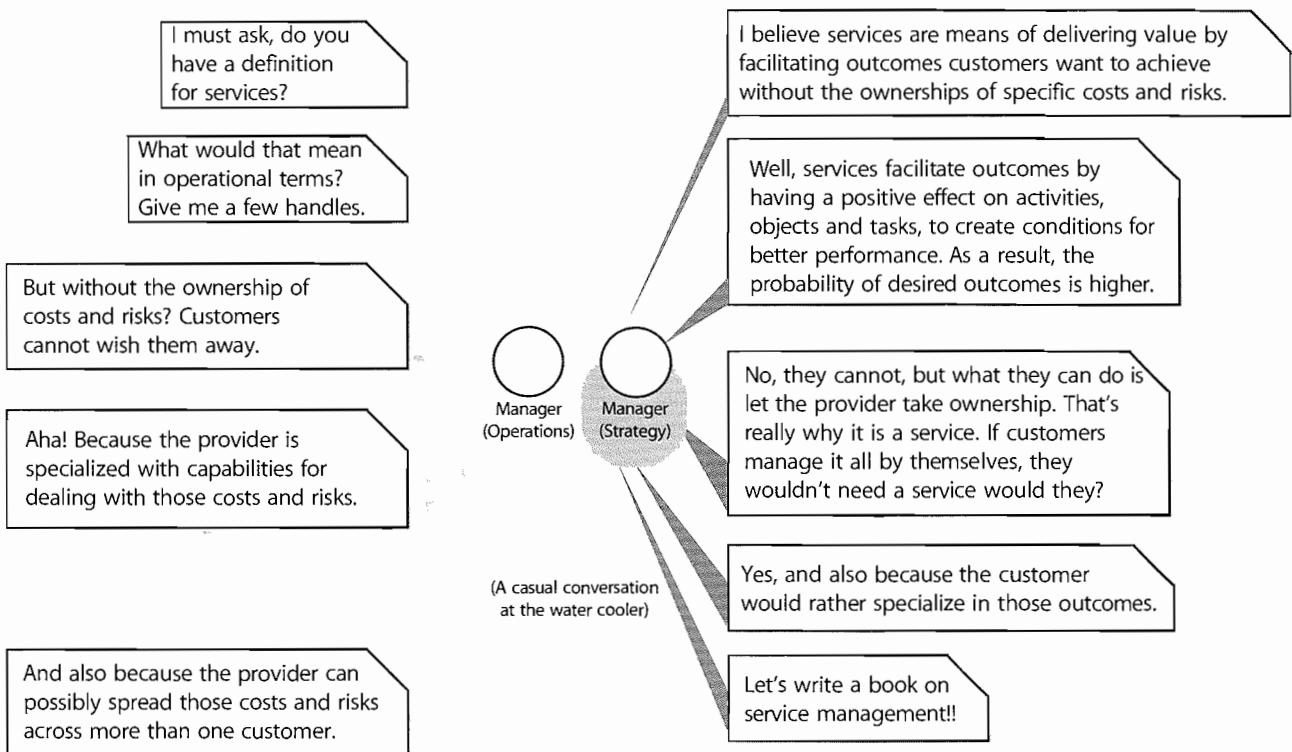 I must ask, do you
have a definition
for services?
I believe services are means of delivering value by
facilitating outcomes customers want to achieve
without the ownerships of specific costs and risks.
What would that mean
in operational terms?
Give me a few handles.
Well, services facilitate outcomes by
having a positive effect on activities,
objects and tasks, to create conditions for
better performance. As a result, the
probability of desired outcomes is higher.
But without the ownership of
costs and risks? Customers
cannot wish them away.
No, they cannot, but what they can do is
let the provider take ownership. That's
really why it is a service. If customers
manage it all by themselves, they
wouldn't need a service would they?
Manager
(Operations)
Manager
(Strategy)
Aha! Because the provider is
specialized with capabilities for
dealing with those costs and risks.
Yes, and also because the customer
would rather specialize in those outcomes.
(A casual conversation
at the water cooler)
And also because the provider can
possibly spread those costs and risks
across more than one customer.
Let's write a book on
service management!!